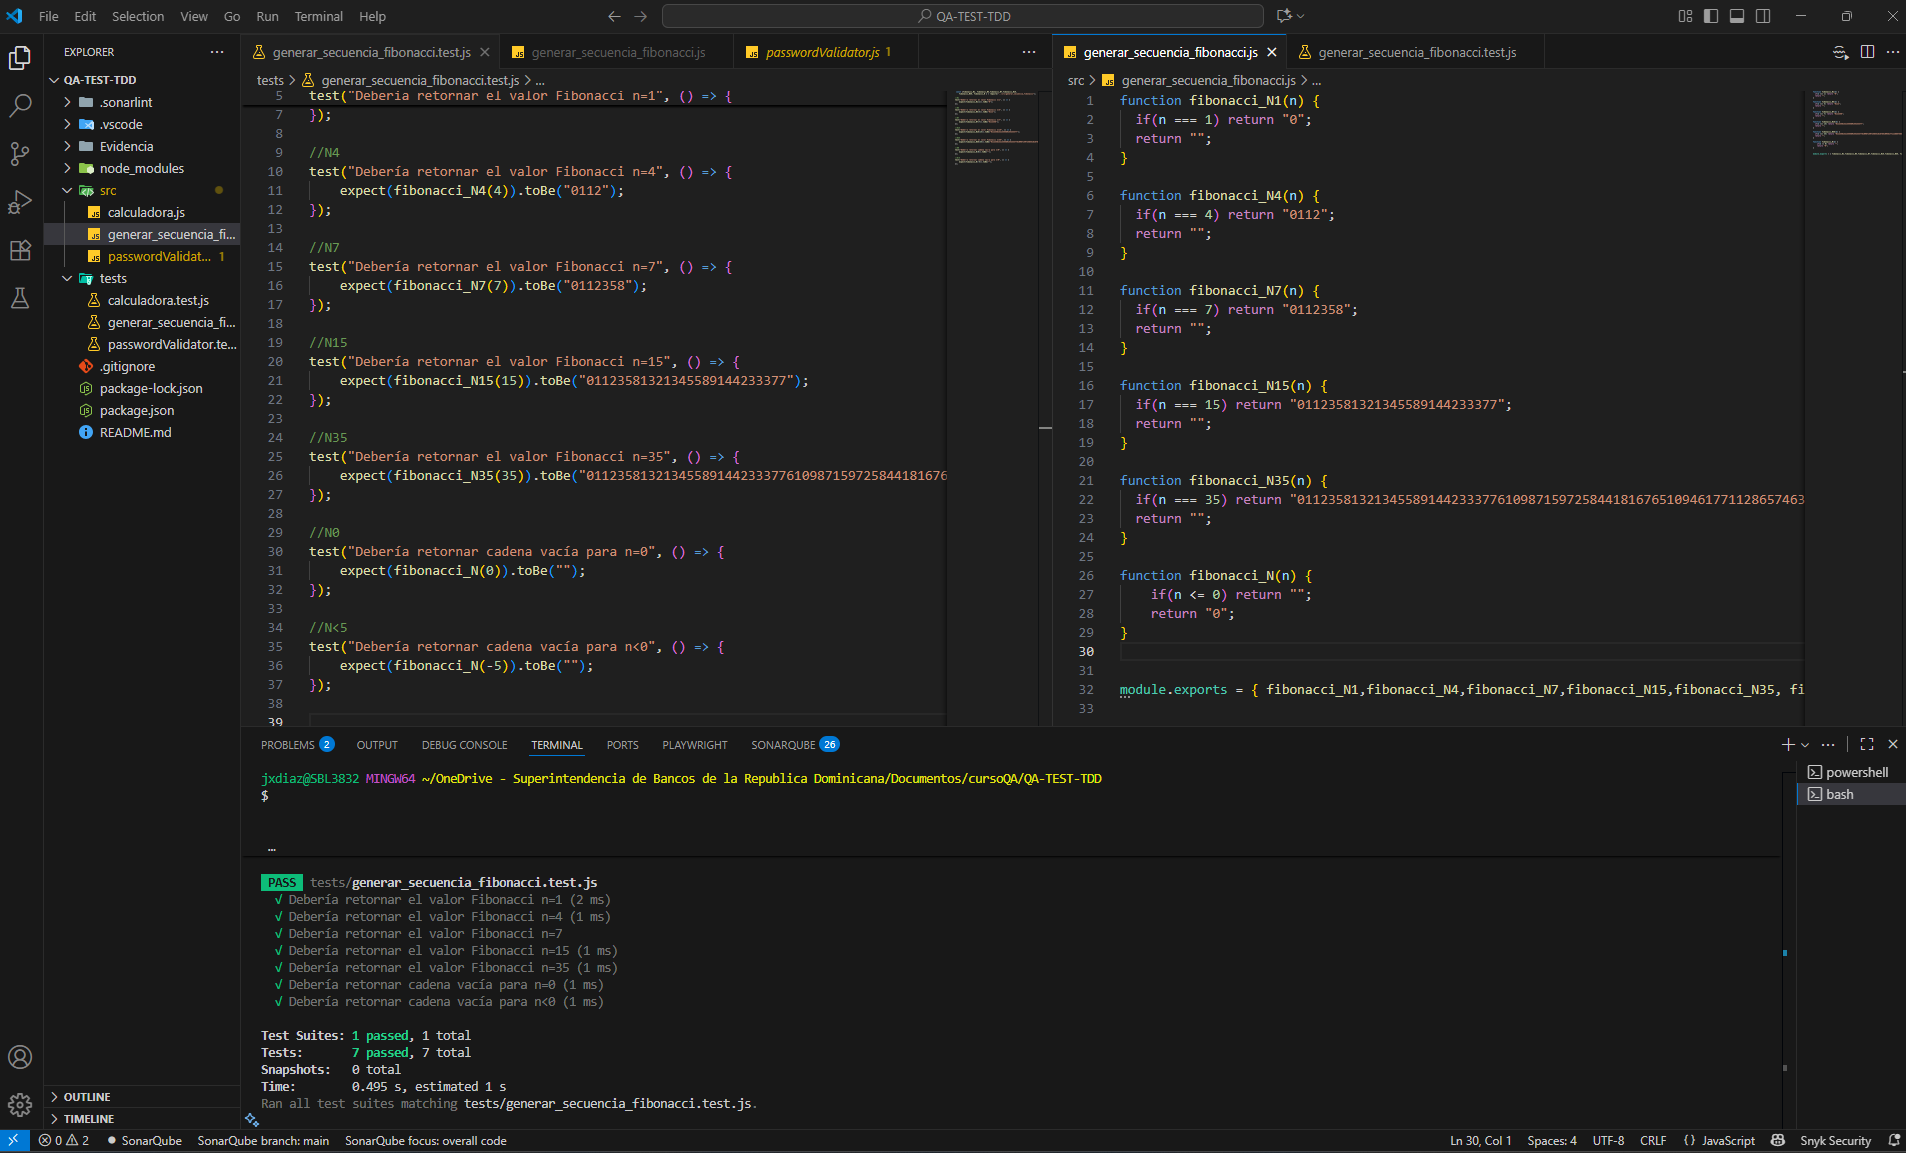 File Edit Selection View Go Run Terminal Help
QA-TEST-TDD
EXPLORER
QA-TEST-TDD
.sonarlint
.vscode
Evidencia
node_modules
src
calculadora.js
generar_secuencia_fi...
passwordValidat... 1
tests
calculadora.test.js
generar_secuencia_fi...
passwordValidator.te...
.gitignore
package-lock.json
package.json
README.md
OUTLINE
TIMELINE
generar_secuencia_fibonacci.test.js generar_secuencia_fibonacci.js passwordValidator.js 1
tests > generar_secuencia_fibonacci.test.js > ...
5 test("Debería retornar el valor Fibonacci n=1", () => {
7 });
8
9 //N4
10 test("Debería retornar el valor Fibonacci n=4", () => {
11 expect(fibonacci_N4(4)).toBe("0112");
12 });
13
14 //N7
15 test("Debería retornar el valor Fibonacci n=7", () => {
16 expect(fibonacci_N7(7)).toBe("0112358");
17 });
18
19 //N15
20 test("Debería retornar el valor Fibonacci n=15", () => {
21 expect(fibonacci_N15(15)).toBe("01123581321345589144233377");
22 });
23
24 //N35
25 test("Debería retornar el valor Fibonacci n=35", () => {
26 expect(fibonacci_N35(35)).toBe("01123581321345589144233377610987159725844181676
27 });
28
29 //N0
30 test("Debería retornar cadena vacía para n=0", () => {
31 expect(fibonacci_N(0)).toBe("");
32 });
33
34 //N<5
35 test("Debería retornar cadena vacía para n<0", () => {
36 expect(fibonacci_N(-5)).toBe("");
37 });
38
39
generar_secuencia_fibonacci.js generar_secuencia_fibonacci.test.js
src > generar_secuencia_fibonacci.js > ...
1 function fibonacci_N1(n) {
2 if(n === 1) return "0";
3 return "";
4 }
5
6 function fibonacci_N4(n) {
7 if(n === 4) return "0112";
8 return "";
9 }
10
11 function fibonacci_N7(n) {
12 if(n === 7) return "0112358";
13 return "";
14 }
15
16 function fibonacci_N15(n) {
17 if(n === 15) return "01123581321345589144233377";
18 return "";
19 }
20
21 function fibonacci_N35(n) {
22 if(n === 35) return "011235813213455891442333776109871597258441816765109461771128657463
23 return "";
24 }
25
26 function fibonacci_N(n) {
27 if(n <= 0) return "";
28 return "0";
29 }
30
31
32 module.exports = { fibonacci_N1,fibonacci_N4,fibonacci_N7,fibonacci_N15,fibonacci_N35, fi
33
PROBLEMS 2 OUTPUT DEBUG CONSOLE TERMINAL PORTS PLAYWRIGHT SONARQUBE 26
jxdiaz@SBL3832 MINGW64 ~/OneDrive - Superintendencia de Bancos de la Republica Dominicana/Documentos/cursoQA/QA-TEST-TDD
$
...
PASS tests/generar_secuencia_fibonacci.test.js
√ Debería retornar el valor Fibonacci n=1 (2 ms)
√ Debería retornar el valor Fibonacci n=4 (1 ms)
√ Debería retornar el valor Fibonacci n=7
√ Debería retornar el valor Fibonacci n=15 (1 ms)
√ Debería retornar el valor Fibonacci n=35 (1 ms)
√ Debería retornar cadena vacía para n=0 (1 ms)
√ Debería retornar cadena vacía para n<0 (1 ms)
Test Suites: 1 passed, 1 total
Tests: 7 passed, 7 total
Snapshots: 0 total
Time: 0.495 s, estimated 1 s
Ran all test suites matching tests/generar_secuencia_fibonacci.test.js.
powershell
bash
0 2 SonarQube SonarQube branch: main SonarQube focus: overall code Ln 30, Col 1 Spaces: 4 UTF-8 CRLF {} JavaScript Snyk Security